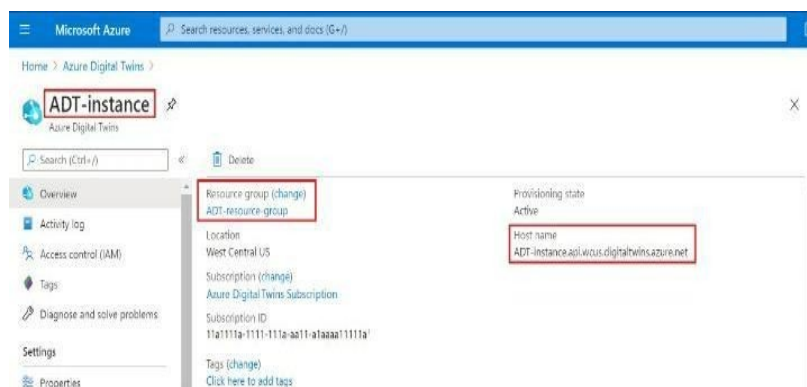 Microsoft Azure
Search resources, services, and docs (G+/)
Home > Azure Digital Twins >
ADT-instance
Azure Digital Twins
Search (Ctrl+/)
«
Delete
Overview
Activity log
Access control (IAM)
Tags
Diagnose and solve problems
Settings
Properties
Resource group (change)
ADT-resource-group
Location
West Central US
Subscription (change)
Azure Digital Twins Subscription
Subscription ID
11a1111a-1111-111a-aa11-a1aaaa11111a
Tags (change)
Click here to add tags
Provisioning state
Active
Host name
ADT-instance.api.wcus.digitaltwins.azure.net